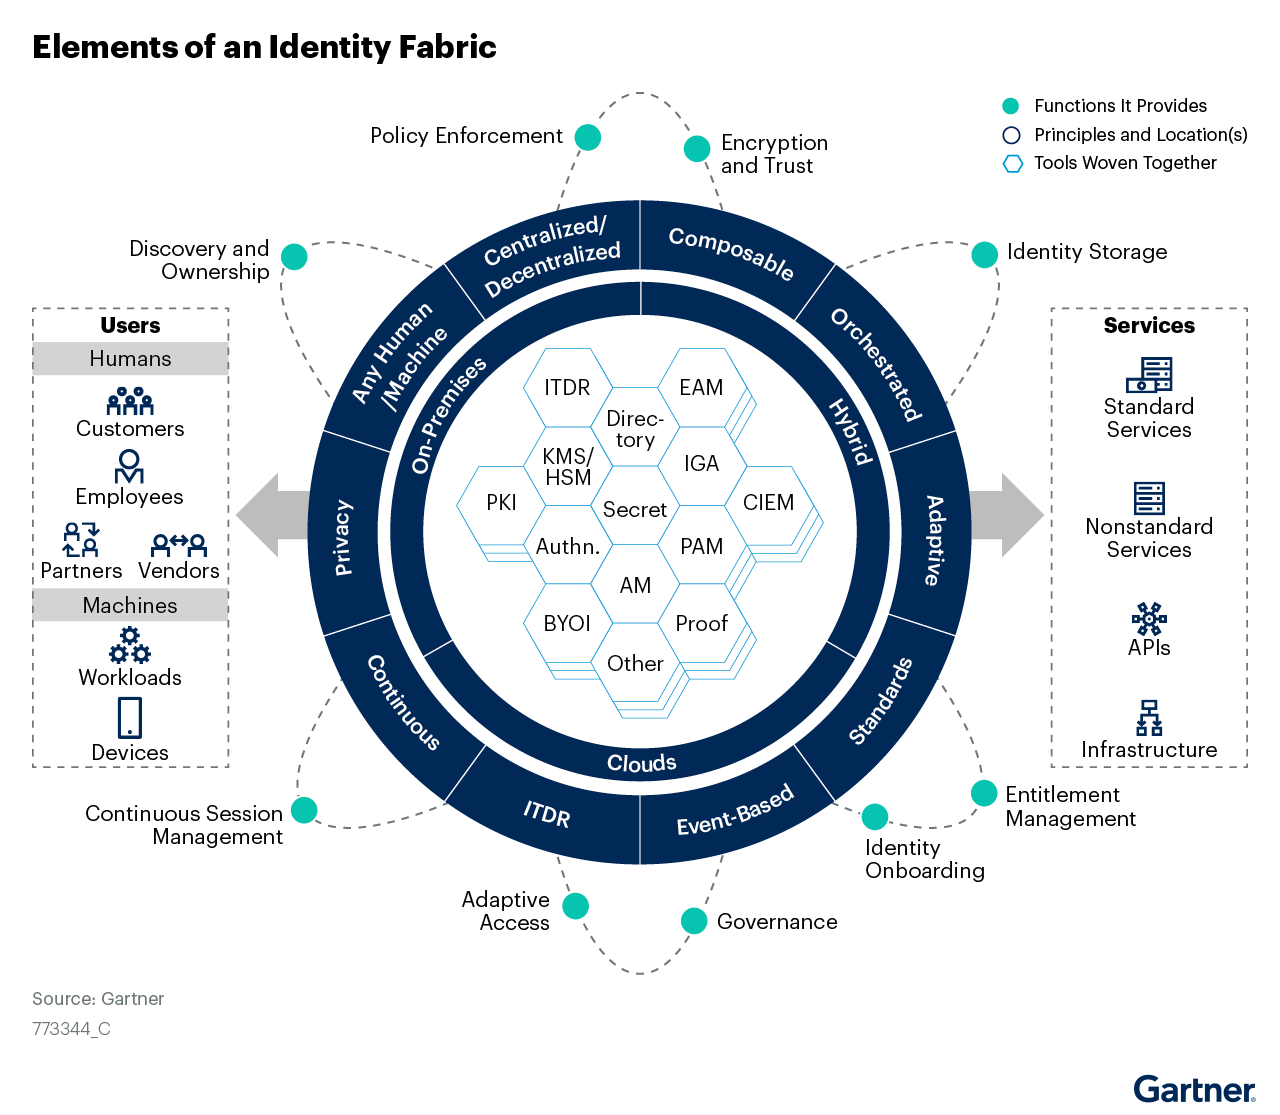 Elements of an Identity Fabric
Functions It Provides
Principles and Location(s)
Tools Woven Together
Policy Enforcement
Encryption
and Trust
Discovery and
Ownership
Identity Storage
Centralized/
Decentralized
Composable
Any Human
/Machine
Orchestrated
Privacy
Adaptive
Continuous
Standards
ITDR
Event-Based
On-Premises
Hybrid
Clouds
ITDR
EAM
Direc-
tory
KMS/
HSM
IGA
PKI
Secret
CIEM
Authn.
PAM
AM
BYOI
Proof
Other
Users
Humans
Customers
Employees
Partners
Vendors
Machines
Workloads
Devices
Services
Standard
Services
Nonstandard
Services
APIs
Infrastructure
Continuous Session
Management
Entitlement
Management
Identity
Onboarding
Adaptive
Access
Governance
Source: Gartner
773344_C
Gartner